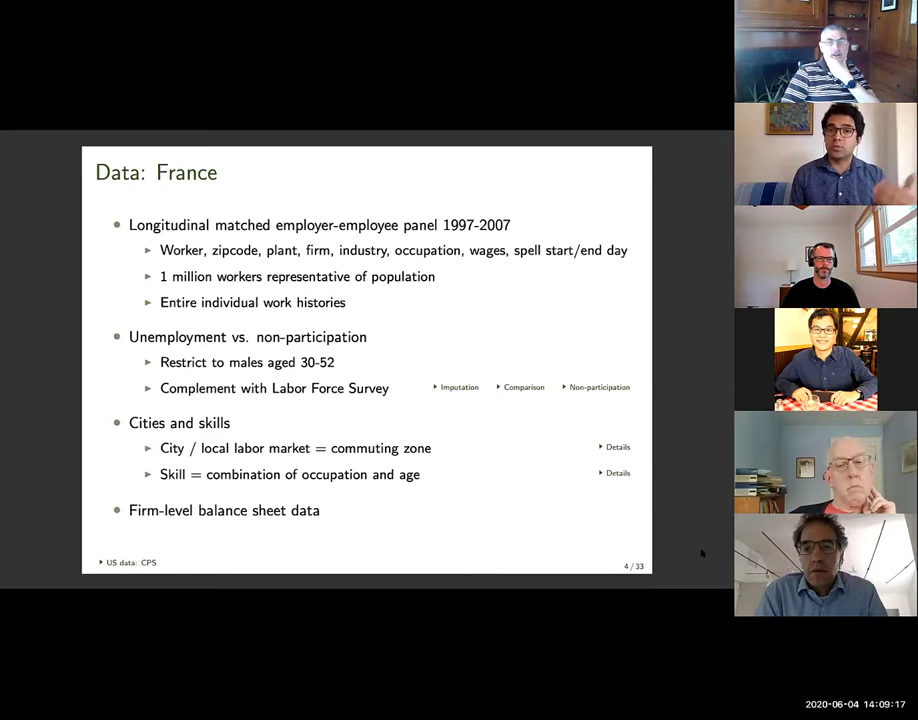 Data: France
Longitudinal matched employer-employee panel 1997-2007
Worker, zipcode, plant, firm, industry, occupation, wages, spell start/end day
1 million workers representative of population
Entire individual work histories
Unemployment vs. non-participation
Restrict to males aged 30-52
Complement with Labor Force Survey
Imputation Comparison Non-participation
Cities and skills
City / local labor market = commuting zone
Details
Skill = combination of occupation and age
Details
Firm-level balance sheet data
US data: CPS
4 / 33
2020-06-04 14:09:17